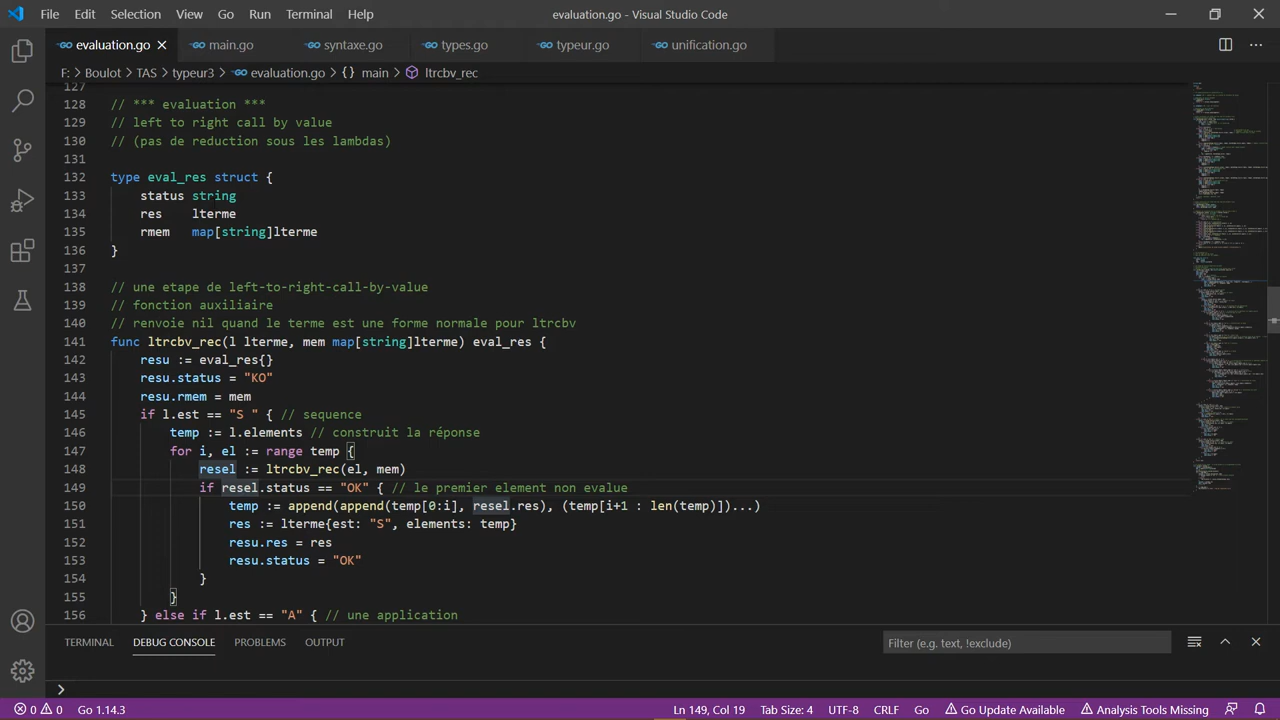 File Edit Selection View Go Run Terminal Help evaluation.go - Visual Studio Code
evaluation.go main.go syntaxe.go types.go typeur.go unification.go
F: > Boulot > TAS > typeur3 > evaluation.go > {} main > ltrcbv_rec
127
128 // *** evaluation ***
129 // left to right call by value
130 // (pas de reduction sous les lambdas)
131
132 type eval_res struct {
133 status string
134 res lterme
135 rmem map[string]lterme
136 }
137
138 // une etape de left-to-right-call-by-value
139 // fonction auxiliaire
140 // renvoie nil quand le terme est une forme normale pour ltrcbv
141 func ltrcbv_rec(l lterme, mem map[string]lterme) eval_res {
142 resu := eval_res{}
143 resu.status = "KO"
144 resu.rmem = mem
145 if l.est == "S " { // sequence
146 temp := l.elements // construit la reponse
147 for i, el := range temp {
148 resel := ltrcbv_rec(el, mem)
149 if resel.status == "OK" { // le premier element non evalue
150 temp := append(append(temp[0:i], resel.res), (temp[i+1 : len(temp)])...)
151 res := lterme{est: "S", elements: temp}
152 resu.res = res
153 resu.status = "OK"
154 }
155 }
156 } else if l.est == "A" { // une application
TERMINAL DEBUG CONSOLE PROBLEMS OUTPUT Filter (e.g. text, !exclude)
0 0 Go 1.14.3 Ln 149, Col 19 Tab Size: 4 UTF-8 CRLF Go Go Update Available Analysis Tools Missing